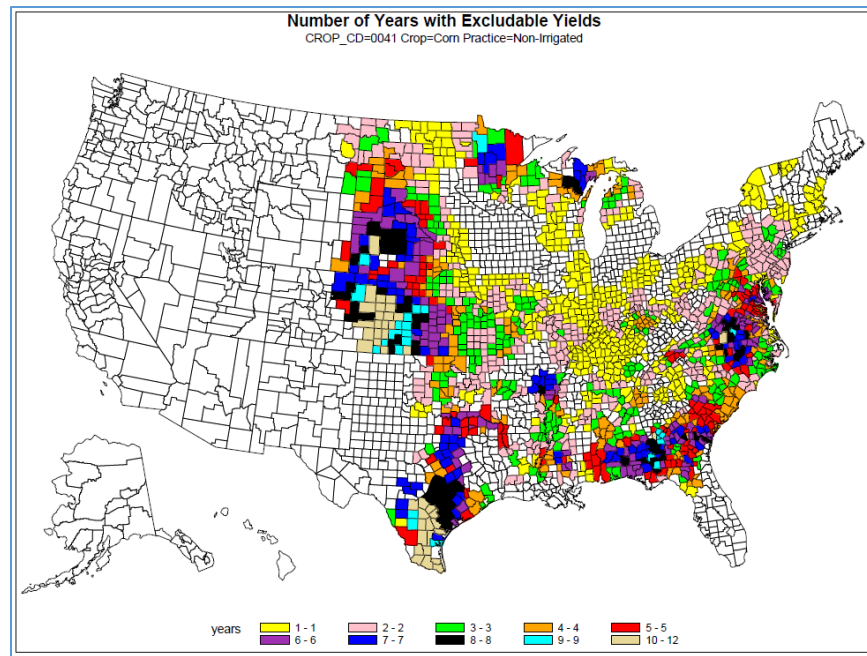 Number of Years with Excludable Yields
CROP_CD=0041 Crop=Corn Practice=Non-Irrigated
years 1 - 1 2 - 2 3 - 3 4 - 4 5 - 5
6 - 6 7 - 7 8 - 8 9 - 9 10 - 12